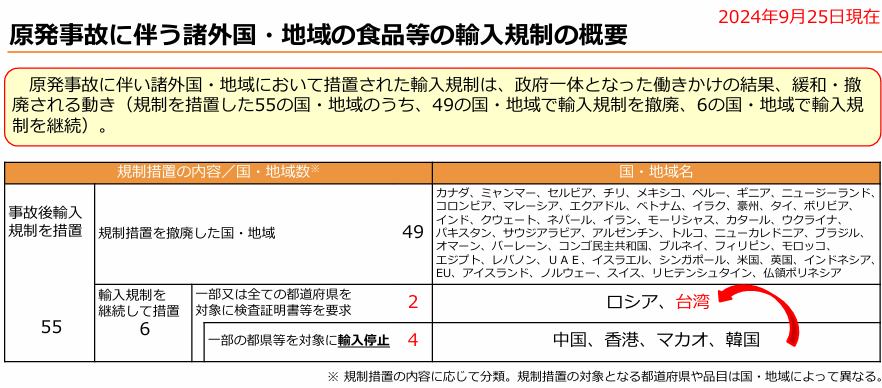 2024年9月25日現在
原発事故に伴う諸外国・地域の食品等の輸入規制の概要
原発事故に伴い諸外国・地域において措置された輸入規制は、政府一体となった働きかけの結果、緩和・撤
廃される動き（規制を措置した55の国・地域のうち、49の国・地域で輸入規制を撤廃、6の国・地域で輸入規
制を継続）。
規制措置の内容／国・地域数※
国・地域名
事故後輸入
規制を措置
55
規制措置を撤廃した国・地域
49
カナダ、ミャンマー、セルビア、チリ、メキシコ、ペルー、ギニア、ニュージーランド、
コロンビア、マレーシア、エクアドル、ベトナム、イラク、豪州、タイ、ボリビア、
インド、クウェート、ネパール、イラン、モーリシャス、カタール、ウクライナ、
パキスタン、サウジアラビア、アルゼンチン、トルコ、ニューカレドニア、ブラジル、
オマーン、バーレーン、コンゴ民主共和国、ブルネイ、フィリピン、モロッコ、
エジプト、レバノン、ＵＡＥ、イスラエル、シンガポール、米国、英国、インドネシア、
EU、アイスランド、ノルウェー、スイス、リヒテンシュタイン、仏領ポリネシア
輸入規制を
継続して措置
6
一部又は全ての都道府県を
対象に検査証明書等を要求
2
ロシア、台湾
一部の都県等を対象に輸入停止
4
中国、香港、マカオ、韓国
※ 規制措置の内容に応じて分類。規制措置の対象となる都道府県や品目は国・地域によって異なる。